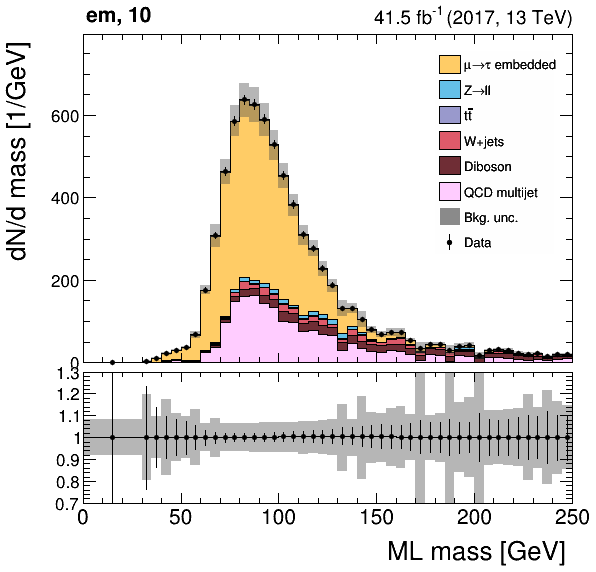 em, 10
41.5 fb⁻¹ (2017, 13 TeV)
dN/d mass [1/GeV]
600
400
200
0
μ→τ embedded
Z→ll
tt̄
W+jets
Diboson
QCD multijet
Bkg. unc.
Data
1.3
1.2
1.1
1
0.9
0.8
0.7
0 50 100 150 200 250
ML mass [GeV]